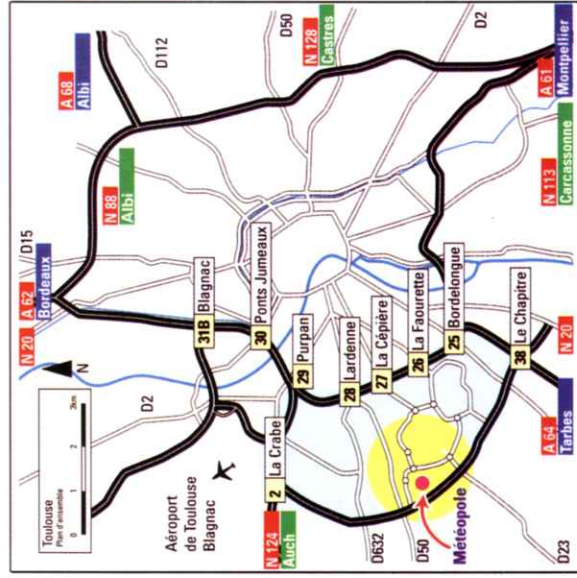 A 68
Albi
D112
D50
N 128
Castres
D2
A 61
Montpellier
N 88
Albi
N 113
Carcassonne
D15
N 20
A 62
Bordeaux
N
31B Blagnac
30 Ponts Jumeaux
29 Purpan
28 Lardenne
27 La Cépière
26 La Faourette
25 Bordelongue
38 Le Chapitre
N 20
A 64
Tarbes
Toulouse
Plan d'ensemble
0 1 2 3km
D2
Aéroport
de Toulouse
Blagnac
2 La Crabe
N 124
Auch
D632
D50
Météopole
D23